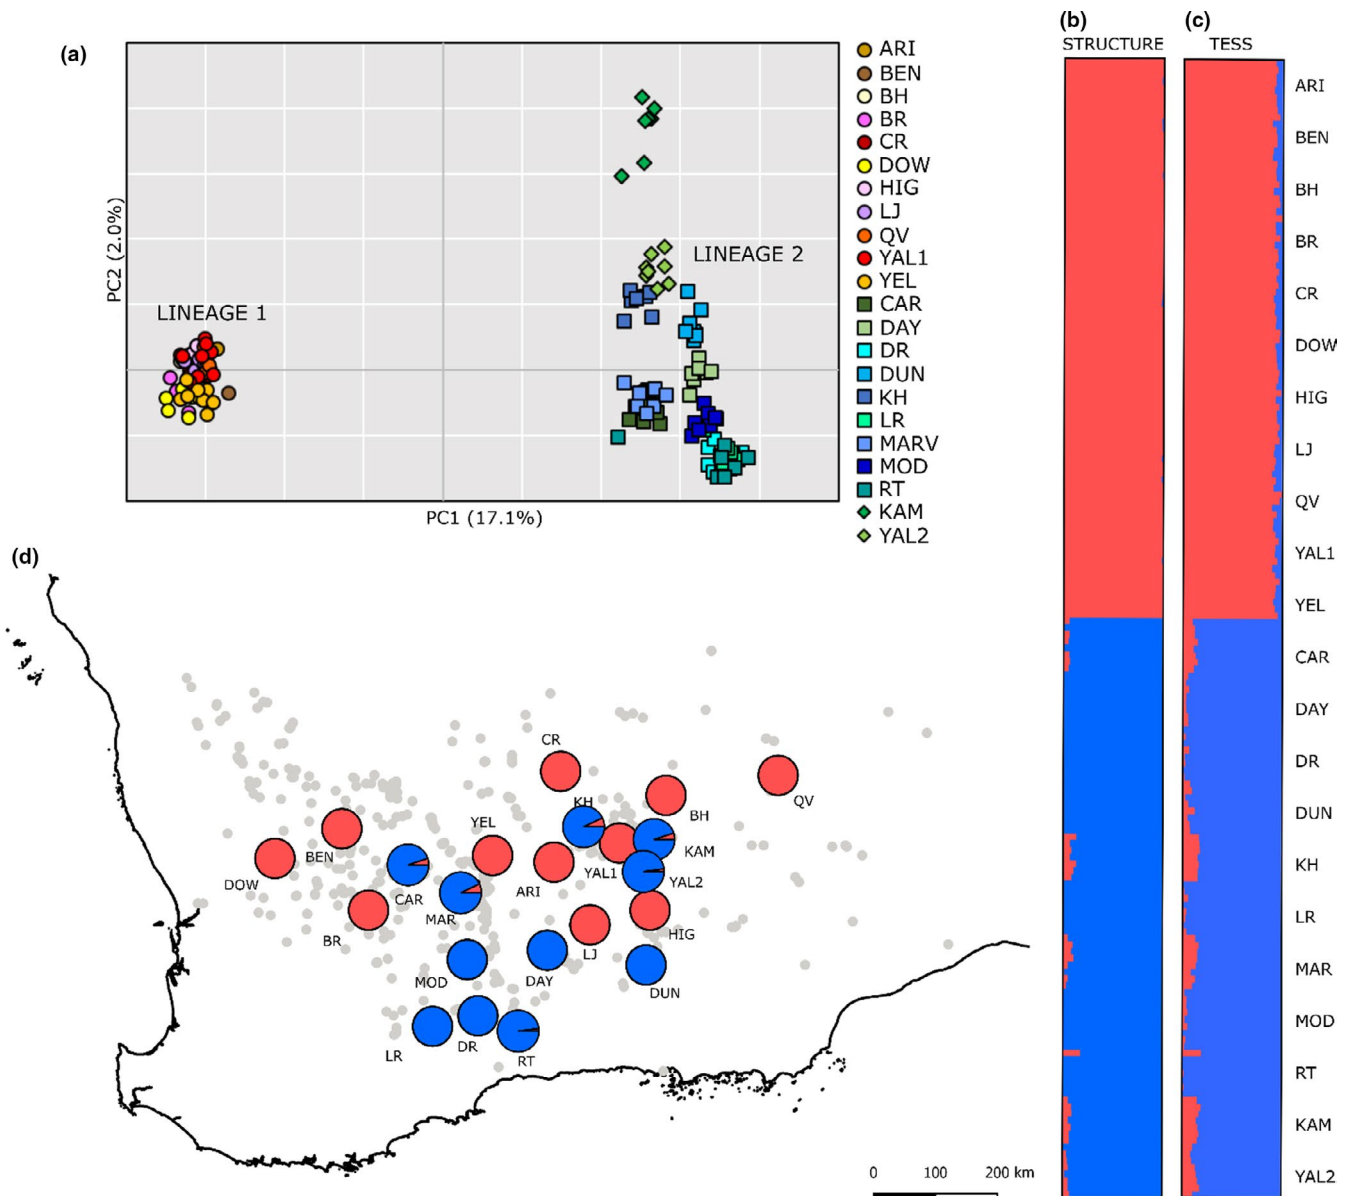 (a)
PC2 (2.0%)
LINEAGE 1
LINEAGE 2
PC1 (17.1%)
ARI
BEN
BH
BR
CR
DOW
HIG
LJ
QV
YAL1
YEL
CAR
DAY
DR
DUN
KH
LR
MARV
MOD
RT
KAM
YAL2
(b)
STRUCTURE
(c)
TESS
ARI
BEN
BH
BR
CR
DOW
HIG
LJ
QV
YAL1
YEL
CAR
DAY
DR
DUN
KH
LR
MAR
MOD
RT
KAM
YAL2
(d)
CR
KH
BH
QV
YEL
BEN
DOW
CAR
ARI
YAL1
KAM
YAL2
MAR
BR
HIG
LJ
MOD
DAY
DUN
LR
DR
RT
0 100 200 km